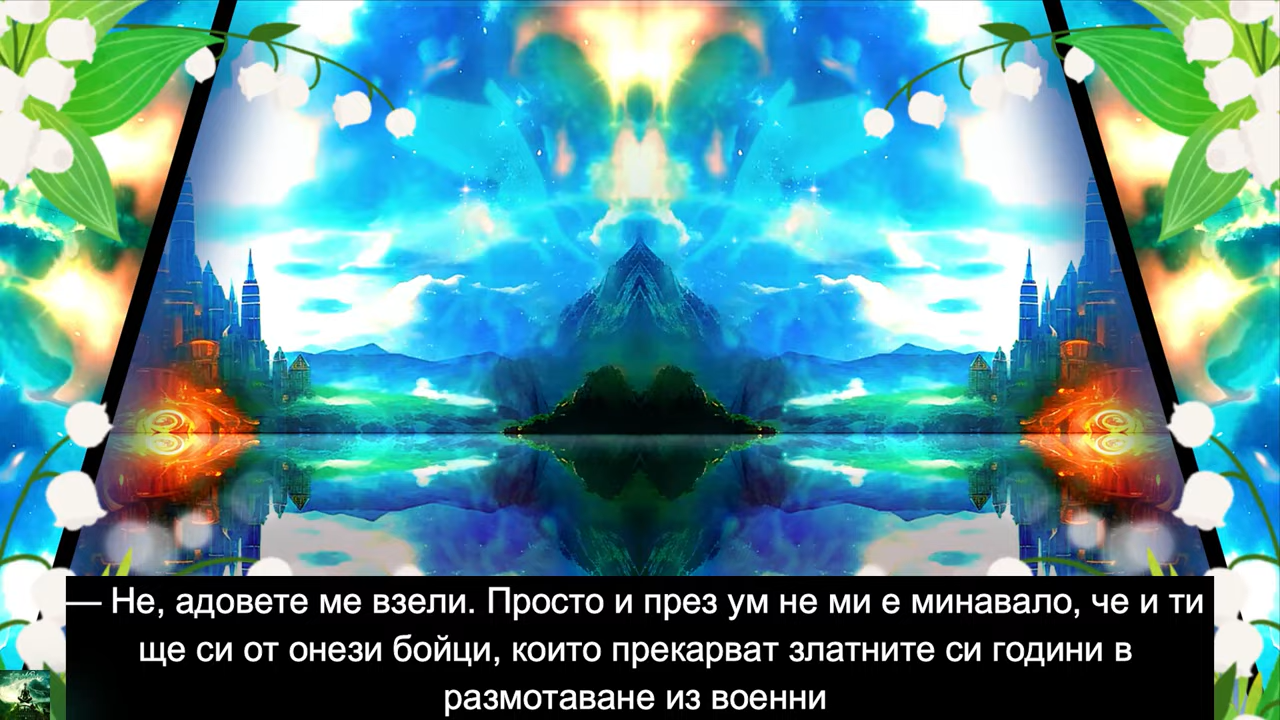 — Не, адовете ме взели. Просто и през ум не ми е минавало, че и ти
ще си от онези бойци, които прекарват златните си години в
размотаване из военни